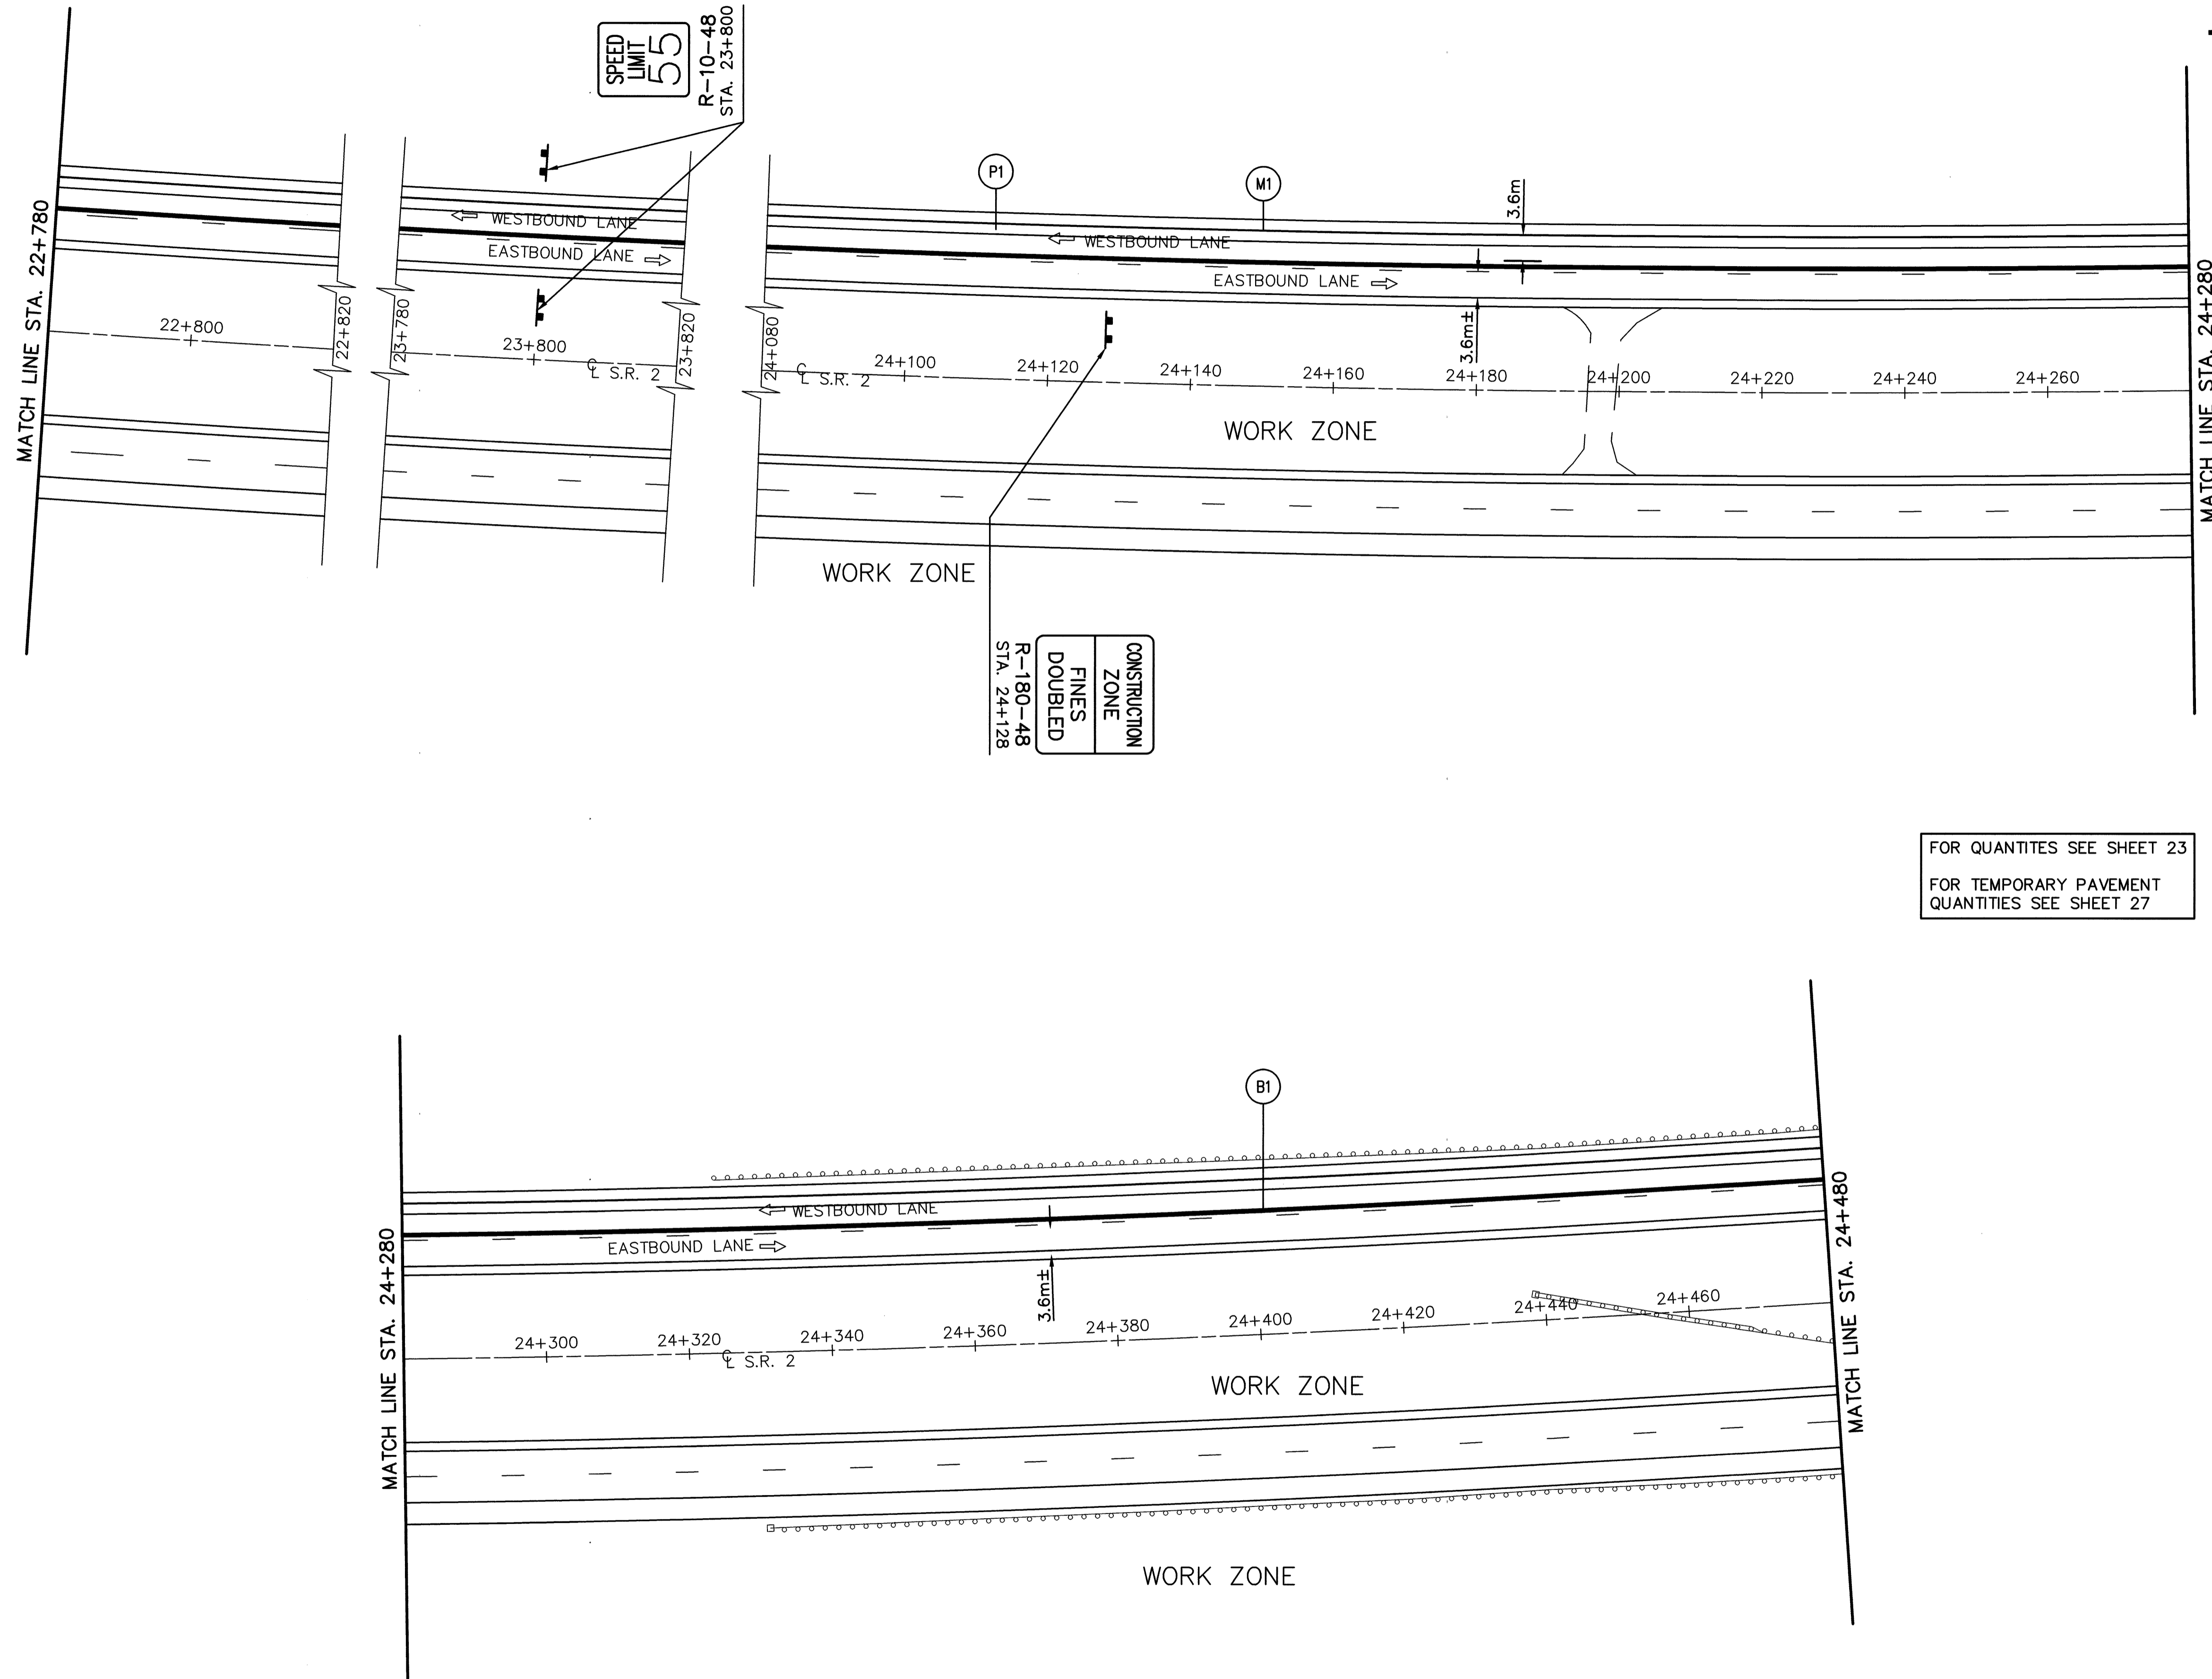 SPEED
LIMIT
55
R-10-48
STA. 23+800
MATCH LINE STA. 22+780
WESTBOUND LANE
EASTBOUND LANE
22+800
22+820
23+780
23+800
℄ S.R. 2
23+820
24+080
℄ S.R. 2
P1
M1
3.6m
WESTBOUND LANE
EASTBOUND LANE
3.6m±
24+100
24+120
24+140
24+160
24+180
24+200
24+220
24+240
24+260
MATCH LINE STA. 24+280
WORK ZONE
WORK ZONE
CONSTRUCTION
ZONE
FINES
DOUBLED
R-180-48
STA. 24+128
FOR QUANTITES SEE SHEET 23
FOR TEMPORARY PAVEMENT
QUANTITIES SEE SHEET 27
B1
MATCH LINE STA. 24+280
WESTBOUND LANE
EASTBOUND LANE
3.6m±
24+300
24+320
24+340
24+360
24+380
24+400
24+420
24+440
24+460
℄ S.R. 2
MATCH LINE STA. 24+480
WORK ZONE
WORK ZONE